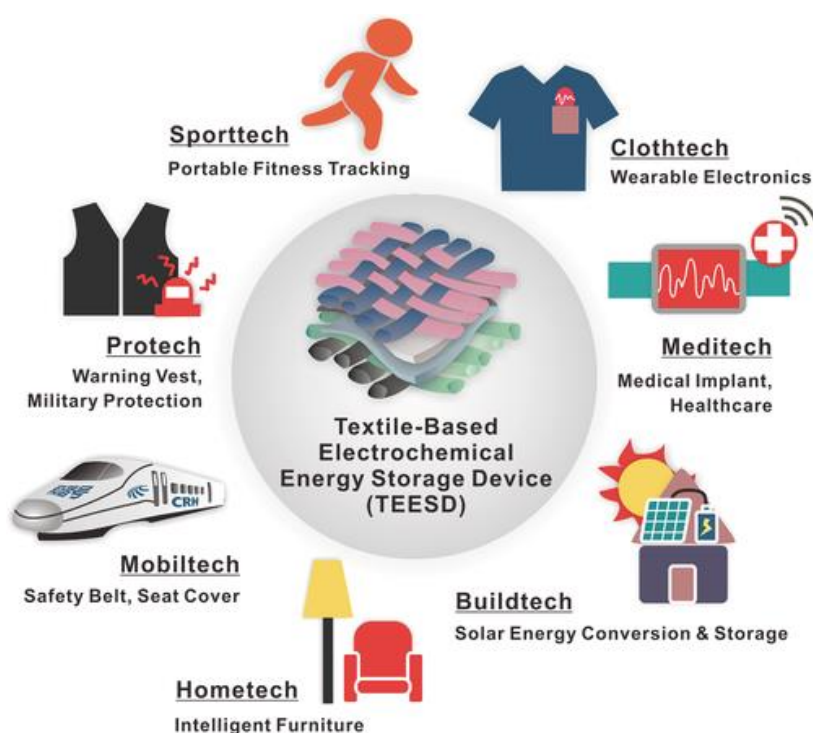 Sporttech
Portable Fitness Tracking
Clothtech
Wearable Electronics
Protech
Warning Vest,
Military Protection
Meditech
Medical Implant,
Healthcare
Textile-Based
Electrochemical
Energy Storage Device
(TEESD)
CRH
Mobiltech
Safety Belt, Seat Cover
Buildtech
Solar Energy Conversion & Storage
Hometech
Intelligent Furniture